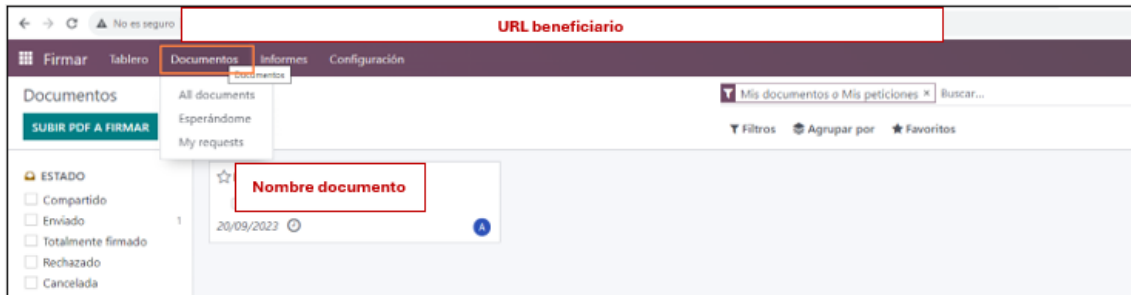 No es seguro
URL beneficiario
Firmar Tablero Documentos Informes Configuración
Documentos
Documentos
All documents
Mis documentos o Mis peticiones × Buscar...
SUBIR PDF A FIRMAR
Esperándome
Filtros Agrupar por Favoritos
My requests
ESTADO
Nombre documento
Compartido
Enviado 1
20/09/2023 A
Totalmente firmado
Rechazado
Cancelada